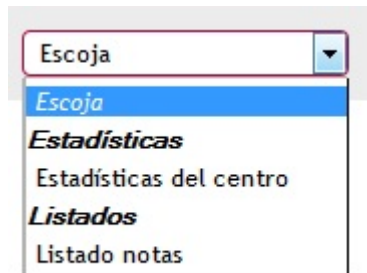 Escoja
Escoja
Estadísticas
Estadísticas del centro
Listados
Listado notas